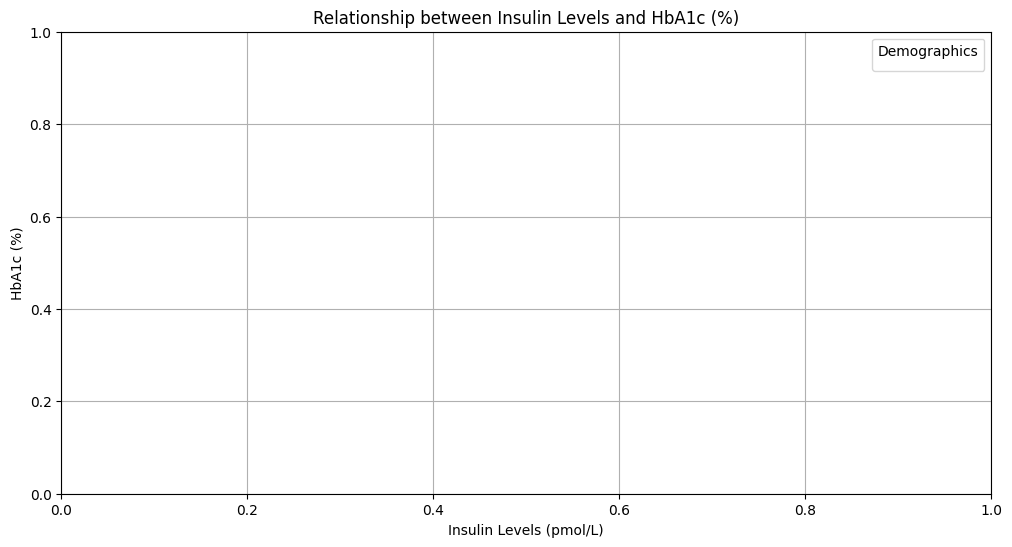 Relationship between Insulin Levels and HbA1c (%)
Demographics
HbA1c (%)
1.0
0.8
0.6
0.4
0.2
0.0
0.0 0.2 0.4 0.6 0.8 1.0
Insulin Levels (pmol/L)